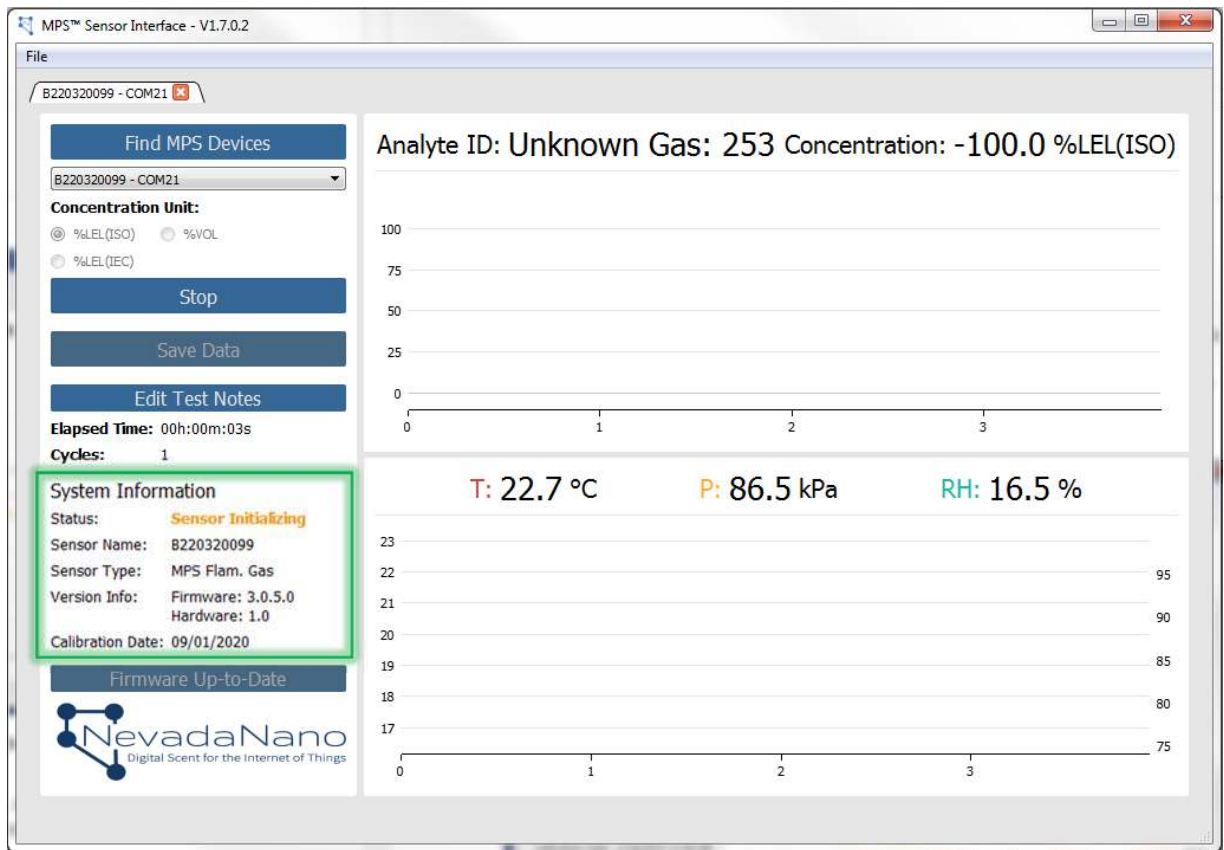 MPS™ Sensor Interface - V1.7.0.2
File
B220320099 - COM21
Find MPS Devices
B220320099 - COM21
Concentration Unit:
%LEL(ISO) %VOL
%LEL(IEC)
Stop
Save Data
Edit Test Notes
Elapsed Time: 00h:00m:03s
Cycles: 1
System Information
Status: Sensor Initializing
Sensor Name: B220320099
Sensor Type: MPS Flam. Gas
Version Info: Firmware: 3.0.5.0
Hardware: 1.0
Calibration Date: 09/01/2020
Firmware Up-to-Date
NevadaNano
Digital Scent for the Internet of Things
Analyte ID: Unknown Gas: 253 Concentration: -100.0 %LEL(ISO)
100
75
50
25
0
0 1 2 3
T: 22.7 °C P: 86.5 kPa RH: 16.5 %
23
22 95
21 90
20
19 85
18 80
17 75
0 1 2 3